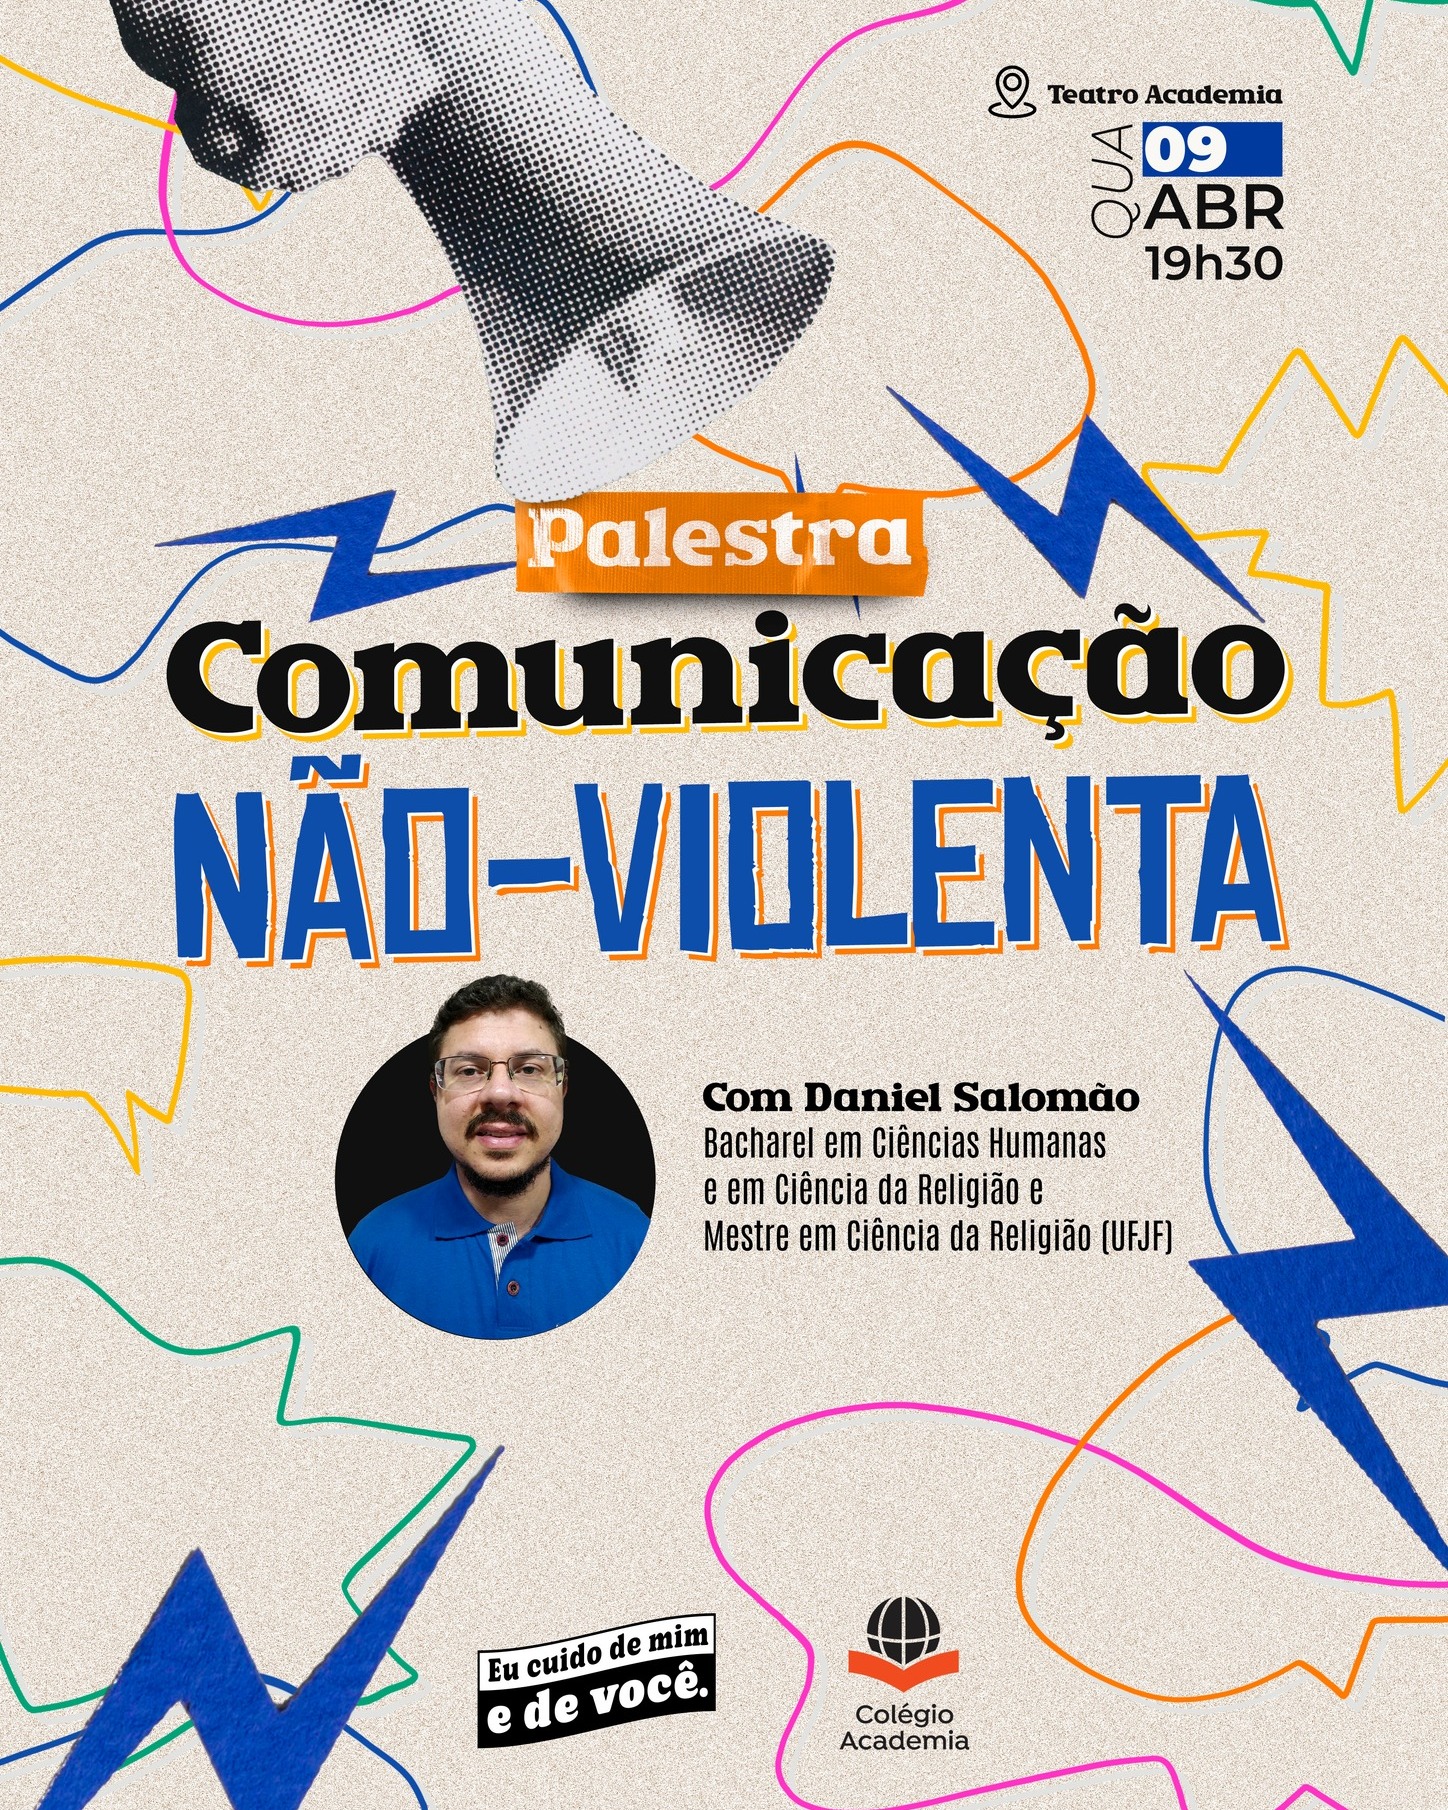 Teatro Academia
QUA
09
ABR
19h30
Palestra
Comunicação
NÃO-VIOLENTA
Com Daniel Salomão
Bacharel em Ciências Humanas
e em Ciência da Religião e
Mestre em Ciência da Religião (UFJF)
Eu cuido de mim
e de você.
Colégio
Academia